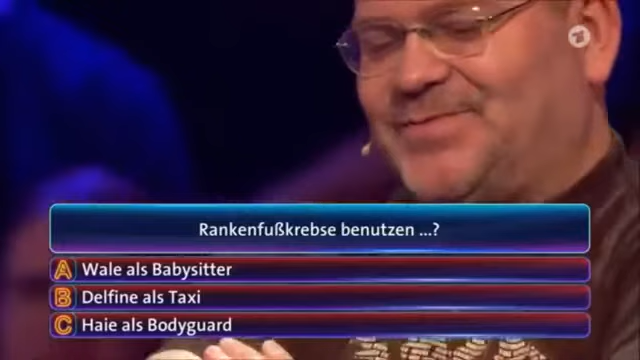 Rankenfußkrebse benutzen ...?
A Wale als Babysitter
B Delfine als Taxi
C Haie als Bodyguard